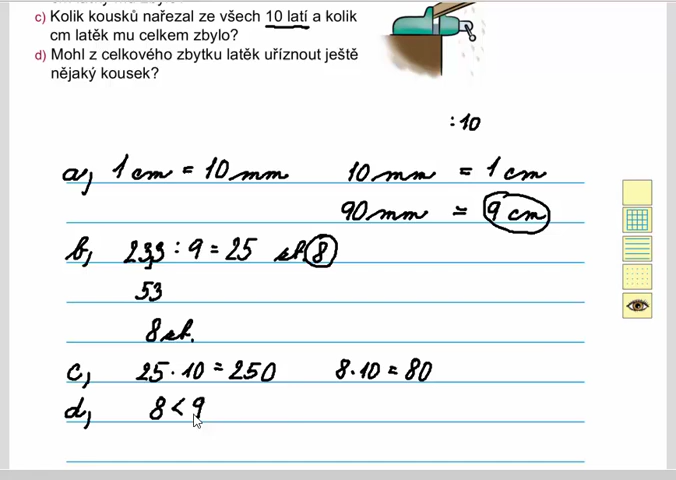 c) Kolik kousků nařezal ze všech 10 latí a kolik
cm latěk mu celkem zbylo?
d) Mohl z celkového zbytku latěk uříznout ještě
nějaký kousek?
: 10
a, 1 cm = 10 mm 10 mm = 1 cm
90 mm = 9 cm
b, 233 : 9 = 25 zb. 8
53
8 zb.
c, 25 · 10 = 250 8 · 10 = 80
d, 8 < 9